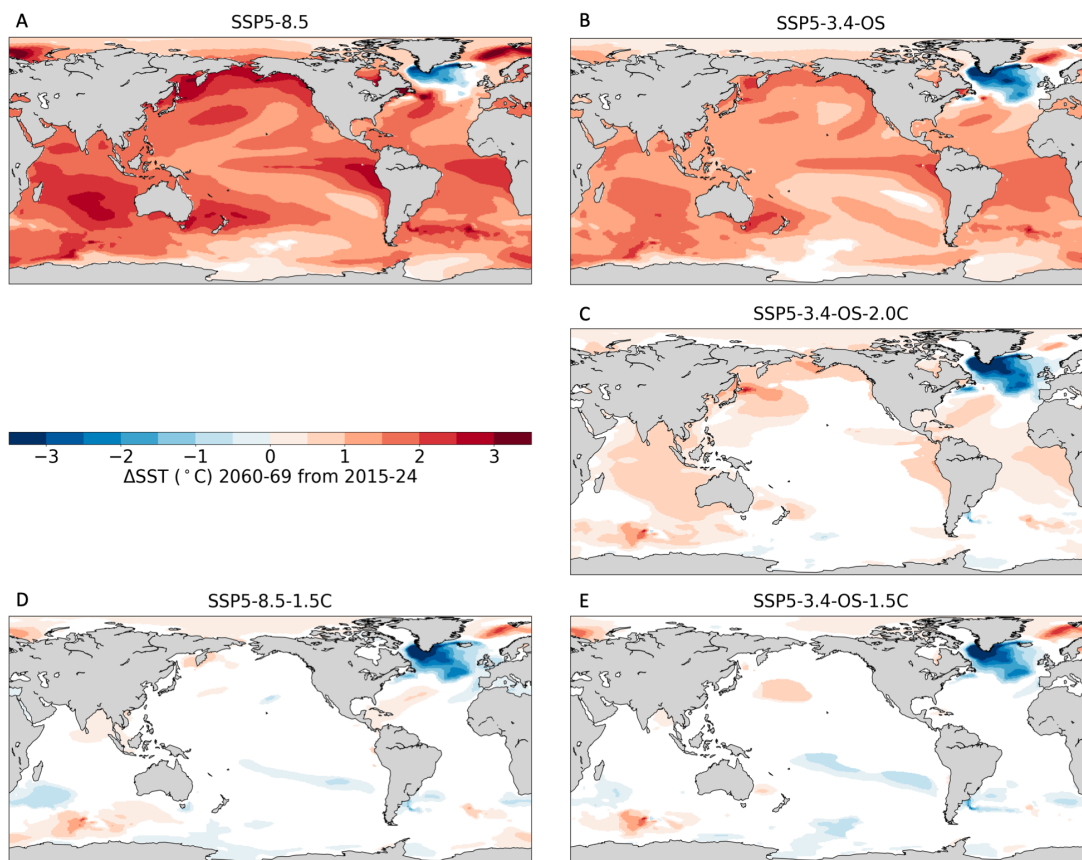 A
SSP5-8.5
B
SSP5-3.4-OS
C
SSP5-3.4-OS-2.0C
−3 −2 −1 0 1 2 3
ΔSST (°C) 2060-69 from 2015-24
D
SSP5-8.5-1.5C
E
SSP5-3.4-OS-1.5C